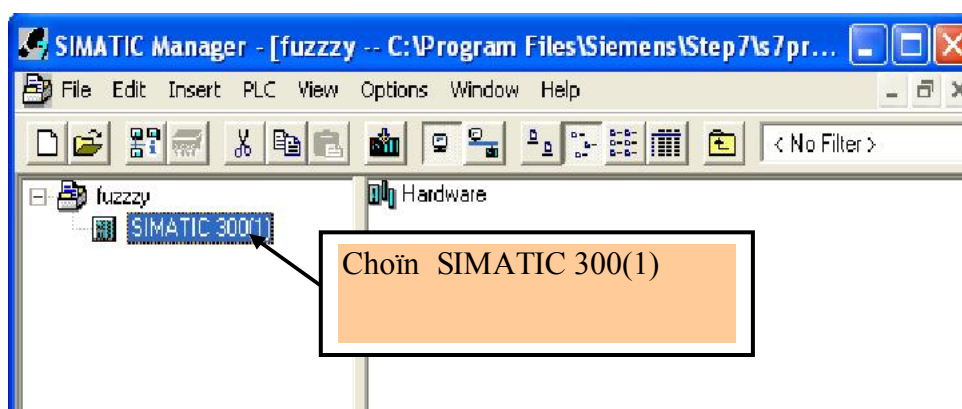 SIMATIC Manager - [fuzzzy -- C:\Program Files\Siemens\Step7\s7pr...
File Edit Insert PLC View Options Window Help
< No Filter >
fuzzzy
Hardware
SIMATIC 300(1)
Choïn SIMATIC 300(1)